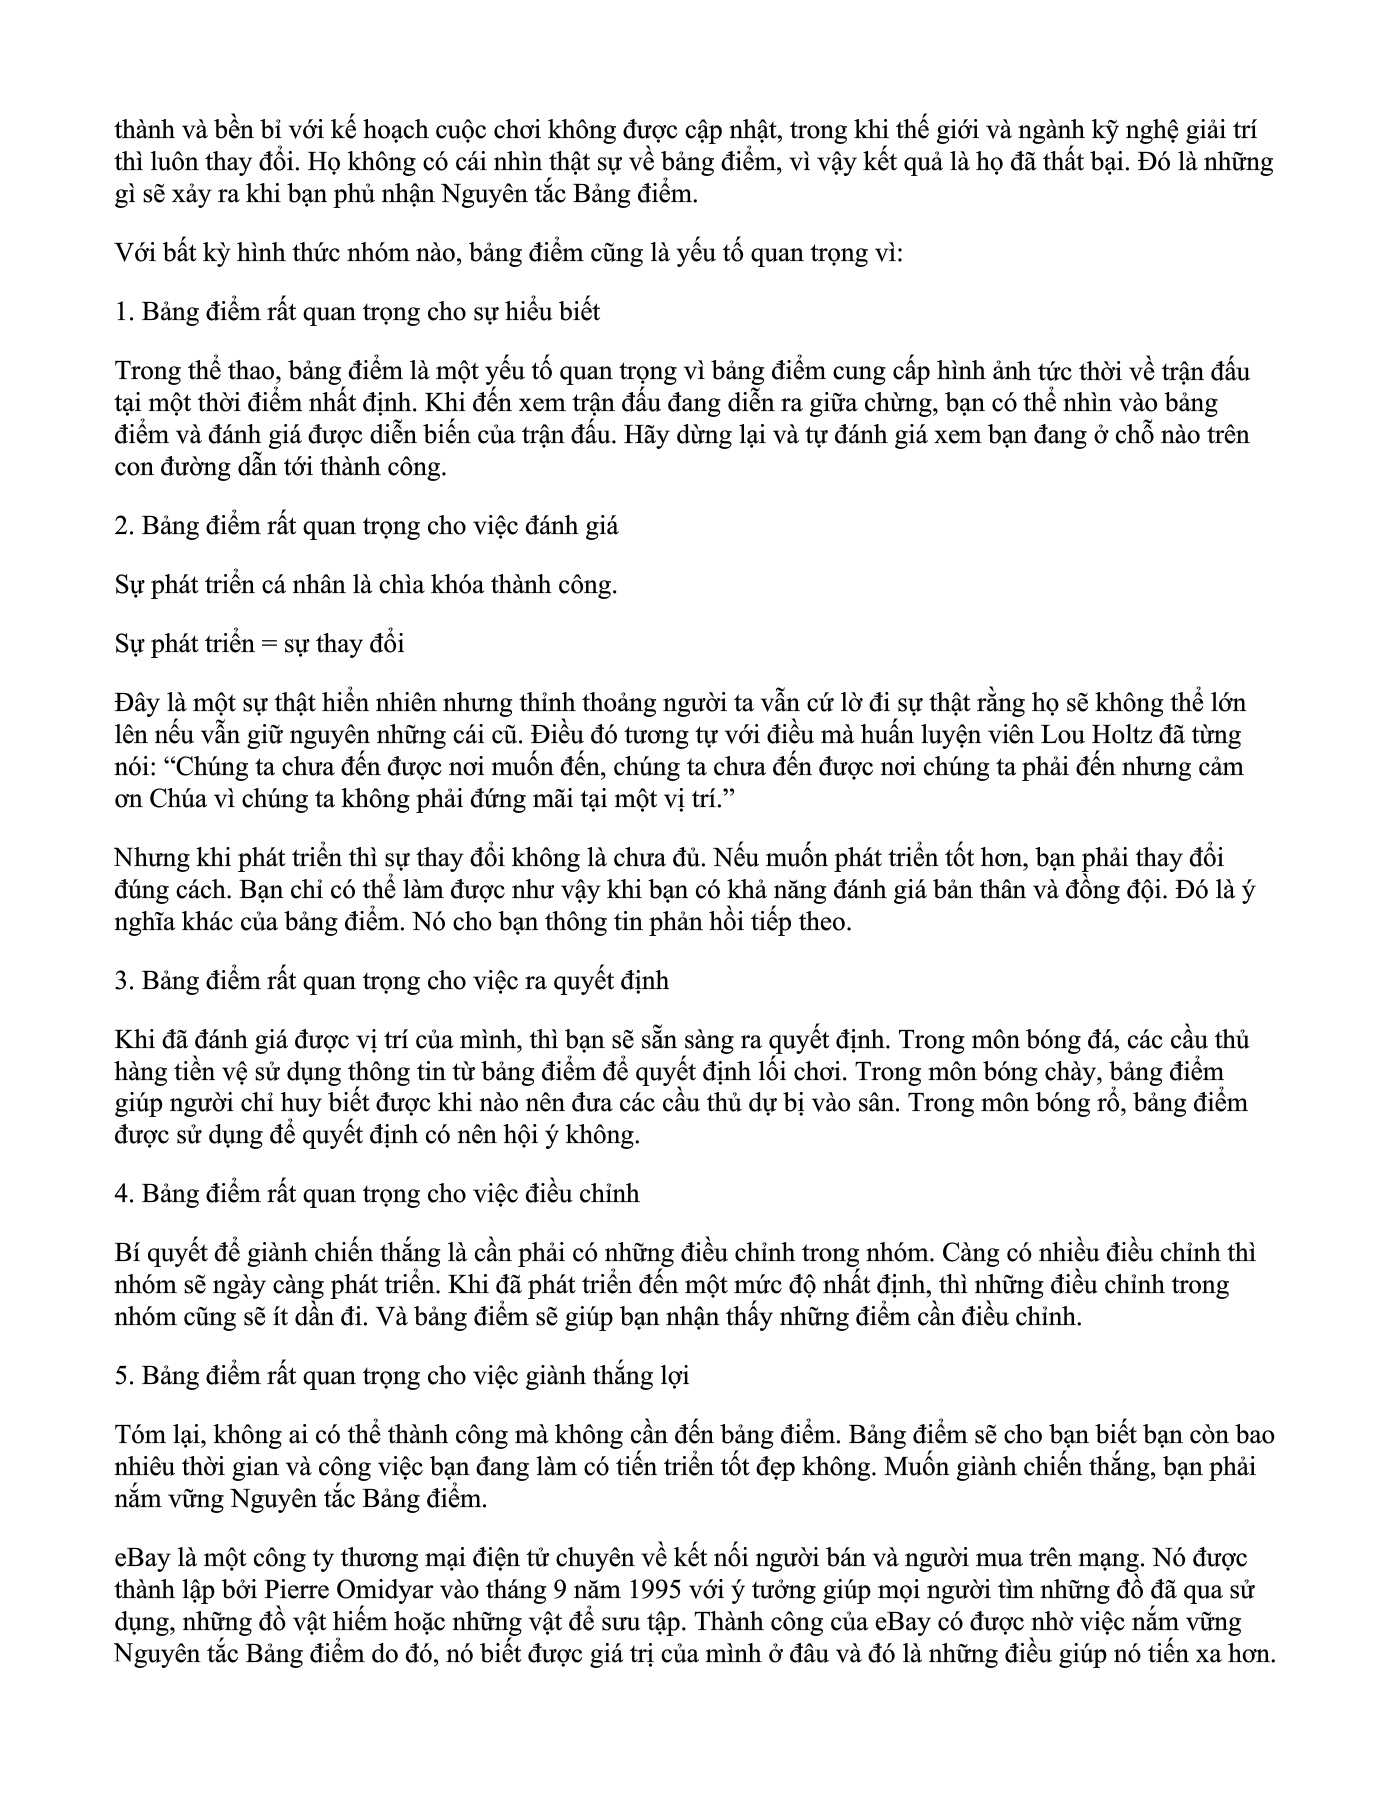 thành và bền bỉ với kế hoạch cuộc chơi không được cập nhật, trong khi thế giới và ngành kỹ nghệ giải trí
thì luôn thay đổi. Họ không có cái nhìn thật sự về bảng điểm, vì vậy kết quả là họ đã thất bại. Đó là những
gì sẽ xảy ra khi bạn phủ nhận Nguyên tắc Bảng điểm.
Với bất kỳ hình thức nhóm nào, bảng điểm cũng là yếu tố quan trọng vì:
1. Bảng điểm rất quan trọng cho sự hiểu biết
Trong thể thao, bảng điểm là một yếu tố quan trọng vì bảng điểm cung cấp hình ảnh tức thời về trận đấu
tại một thời điểm nhất định. Khi đến xem trận đấu đang diễn ra giữa chừng, bạn có thể nhìn vào bảng
điểm và đánh giá được diễn biến của trận đấu. Hãy dừng lại và tự đánh giá xem bạn đang ở chỗ nào trên
con đường dẫn tới thành công.
2. Bảng điểm rất quan trọng cho việc đánh giá
Sự phát triển cá nhân là chìa khóa thành công.
Sự phát triển = sự thay đổi
Đây là một sự thật hiển nhiên nhưng thỉnh thoảng người ta vẫn cứ lờ đi sự thật rằng họ sẽ không thể lớn
lên nếu vẫn giữ nguyên những cái cũ. Điều đó tương tự với điều mà huấn luyện viên Lou Holtz đã từng
nói: “Chúng ta chưa đến được nơi muốn đến, chúng ta chưa đến được nơi chúng ta phải đến nhưng cảm
ơn Chúa vì chúng ta không phải đứng mãi tại một vị trí.”
Nhưng khi phát triển thì sự thay đổi không là chưa đủ. Nếu muốn phát triển tốt hơn, bạn phải thay đổi
đúng cách. Bạn chỉ có thể làm được như vậy khi bạn có khả năng đánh giá bản thân và đồng đội. Đó là ý
nghĩa khác của bảng điểm. Nó cho bạn thông tin phản hồi tiếp theo.
3. Bảng điểm rất quan trọng cho việc ra quyết định
Khi đã đánh giá được vị trí của mình, thì bạn sẽ sẵn sàng ra quyết định. Trong môn bóng đá, các cầu thủ
hàng tiền vệ sử dụng thông tin từ bảng điểm để quyết định lối chơi. Trong môn bóng chày, bảng điểm
giúp người chỉ huy biết được khi nào nên đưa các cầu thủ dự bị vào sân. Trong môn bóng rổ, bảng điểm
được sử dụng để quyết định có nên hội ý không.
4. Bảng điểm rất quan trọng cho việc điều chỉnh
Bí quyết để giành chiến thắng là cần phải có những điều chỉnh trong nhóm. Càng có nhiều điều chỉnh thì
nhóm sẽ ngày càng phát triển. Khi đã phát triển đến một mức độ nhất định, thì những điều chỉnh trong
nhóm cũng sẽ ít dần đi. Và bảng điểm sẽ giúp bạn nhận thấy những điểm cần điều chỉnh.
5. Bảng điểm rất quan trọng cho việc giành thắng lợi
Tóm lại, không ai có thể thành công mà không cần đến bảng điểm. Bảng điểm sẽ cho bạn biết bạn còn bao
nhiêu thời gian và công việc bạn đang làm có tiến triển tốt đẹp không. Muốn giành chiến thắng, bạn phải
nắm vững Nguyên tắc Bảng điểm.
eBay là một công ty thương mại điện tử chuyên về kết nối người bán và người mua trên mạng. Nó được
thành lập bởi Pierre Omidyar vào tháng 9 năm 1995 với ý tưởng giúp mọi người tìm những đồ đã qua sử
dụng, những đồ vật hiếm hoặc những vật để sưu tập. Thành công của eBay có được nhờ việc nắm vững
Nguyên tắc Bảng điểm do đó, nó biết được giá trị của mình ở đâu và đó là những điều giúp nó tiến xa hơn.